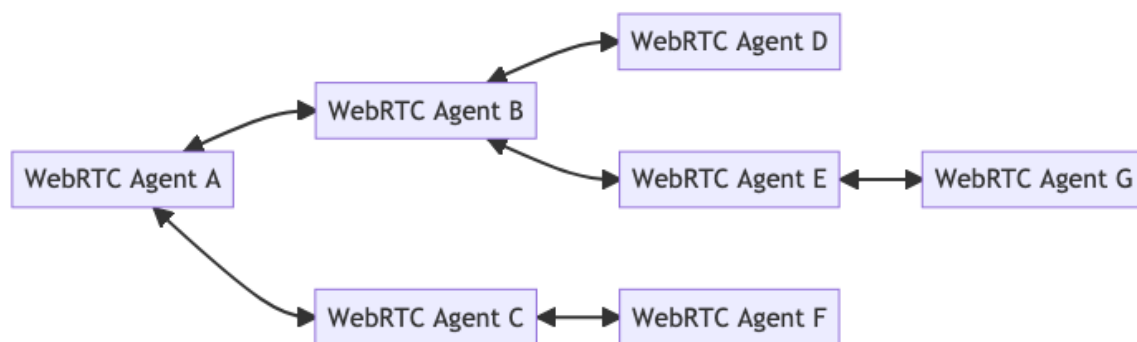 WebRTC Agent D
WebRTC Agent B
WebRTC Agent A
WebRTC Agent E
WebRTC Agent G
WebRTC Agent C
WebRTC Agent F